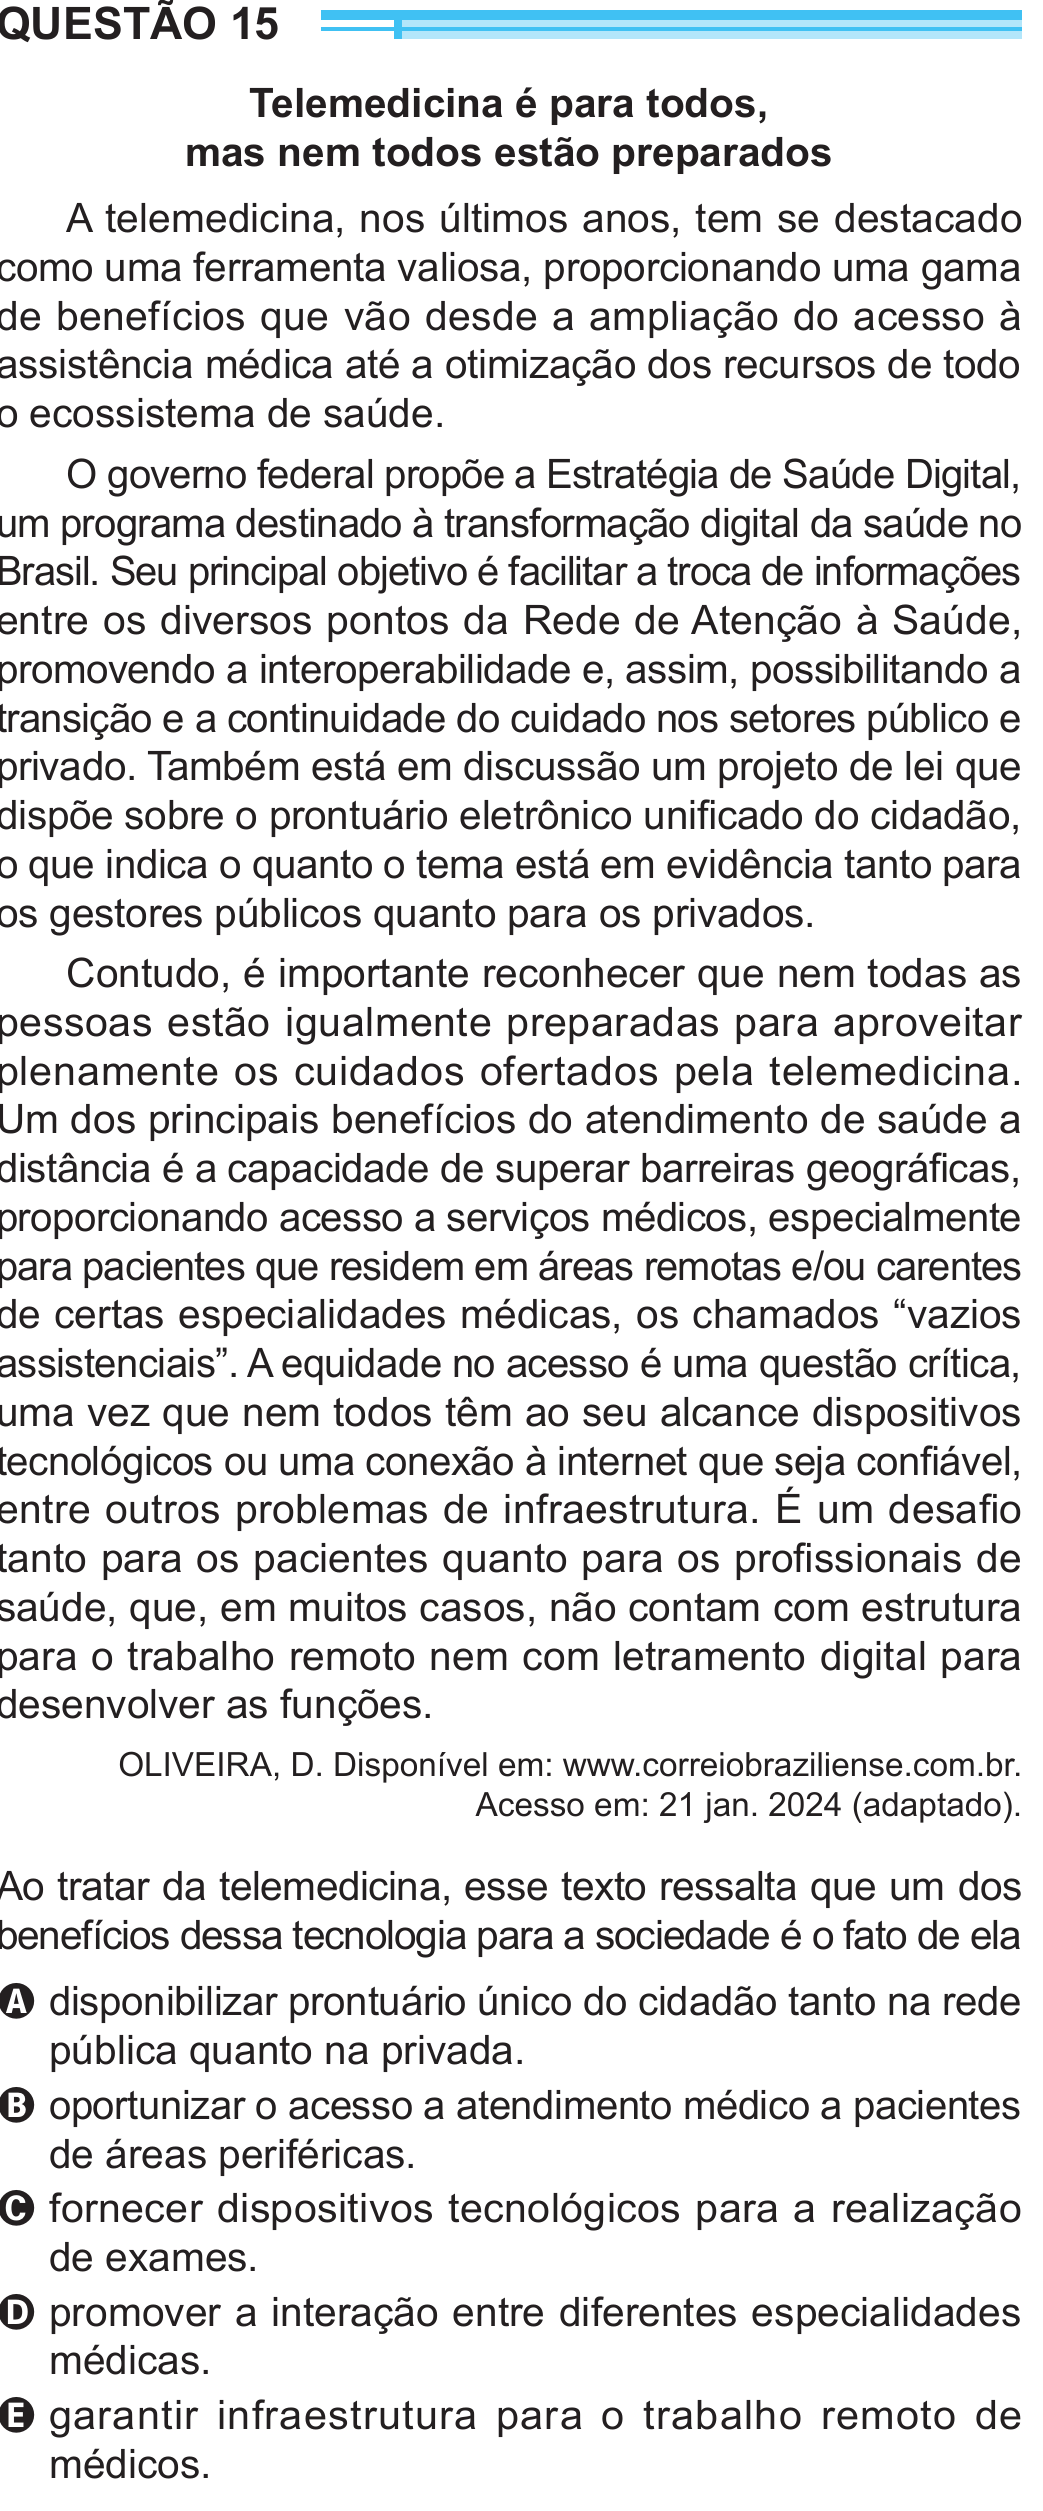 QUESTÃO 15
Telemedicina é para todos,
mas nem todos estão preparados
A telemedicina, nos últimos anos, tem se destacado
como uma ferramenta valiosa, proporcionando uma gama
de benefícios que vão desde a ampliação do acesso à
assistência médica até a otimização dos recursos de todo
o ecossistema de saúde.
O governo federal propõe a Estratégia de Saúde Digital,
um programa destinado à transformação digital da saúde no
Brasil. Seu principal objetivo é facilitar a troca de informações
entre os diversos pontos da Rede de Atenção à Saúde,
promovendo a interoperabilidade e, assim, possibilitando a
transição e a continuidade do cuidado nos setores público e
privado. Também está em discussão um projeto de lei que
dispõe sobre o prontuário eletrônico unificado do cidadão,
o que indica o quanto o tema está em evidência tanto para
os gestores públicos quanto para os privados.
Contudo, é importante reconhecer que nem todas as
pessoas estão igualmente preparadas para aproveitar
plenamente os cuidados ofertados pela telemedicina.
Um dos principais benefícios do atendimento de saúde a
distância é a capacidade de superar barreiras geográficas,
proporcionando acesso a serviços médicos, especialmente
para pacientes que residem em áreas remotas e/ou carentes
de certas especialidades médicas, os chamados “vazios
assistenciais”. A equidade no acesso é uma questão crítica,
uma vez que nem todos têm ao seu alcance dispositivos
tecnológicos ou uma conexão à internet que seja confiável,
entre outros problemas de infraestrutura. É um desafio
tanto para os pacientes quanto para os profissionais de
saúde, que, em muitos casos, não contam com estrutura
para o trabalho remoto nem com letramento digital para
desenvolver as funções.
OLIVEIRA, D. Disponível em: www.correiobraziliense.com.br.
Acesso em: 21 jan. 2024 (adaptado).
Ao tratar da telemedicina, esse texto ressalta que um dos
benefícios dessa tecnologia para a sociedade é o fato de ela
A disponibilizar prontuário único do cidadão tanto na rede
pública quanto na privada.
B oportunizar o acesso a atendimento médico a pacientes
de áreas periféricas.
C fornecer dispositivos tecnológicos para a realização
de exames.
D promover a interação entre diferentes especialidades
médicas.
E garantir infraestrutura para o trabalho remoto de
médicos.